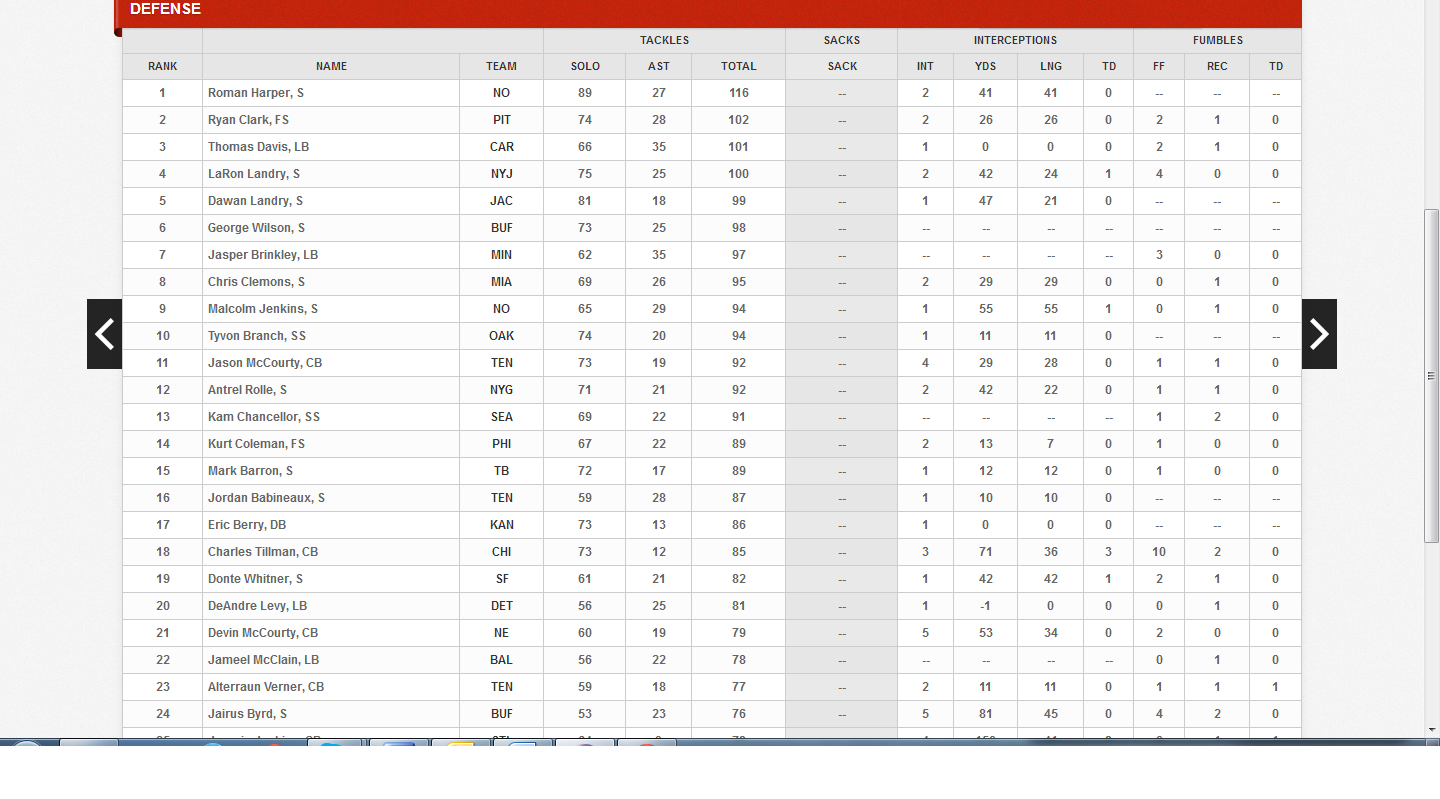 DEFENSE
TACKLES SACKS INTERCEPTIONS FUMBLES
RANK NAME TEAM SOLO AST TOTAL SACK INT YDS LNG TD FF REC TD
1 Roman Harper, S NO 89 27 116 -- 2 41 41 0 -- -- --
2 Ryan Clark, FS PIT 74 28 102 -- 2 26 26 0 2 1 0
3 Thomas Davis, LB CAR 66 35 101 -- 1 0 0 0 2 1 0
4 LaRon Landry, S NYJ 75 25 100 -- 2 42 24 1 4 0 0
5 Dawan Landry, S JAC 81 18 99 -- 1 47 21 0 -- -- --
6 George Wilson, S BUF 73 25 98 -- -- -- -- -- -- -- --
7 Jasper Brinkley, LB MIN 62 35 97 -- -- -- -- -- 3 0 0
8 Chris Clemons, S MIA 69 26 95 -- 2 29 29 0 0 1 0
9 Malcolm Jenkins, S NO 65 29 94 -- 1 55 55 1 0 1 0
10 Tyvon Branch, SS OAK 74 20 94 -- 1 11 11 0 -- -- --
11 Jason McCourty, CB TEN 73 19 92 -- 4 29 28 0 1 1 0
12 Antrel Rolle, S NYG 71 21 92 -- 2 42 22 0 1 1 0
13 Kam Chancellor, SS SEA 69 22 91 -- -- -- -- -- 1 2 0
14 Kurt Coleman, FS PHI 67 22 89 -- 2 13 7 0 1 0 0
15 Mark Barron, S TB 72 17 89 -- 1 12 12 0 1 0 0
16 Jordan Babineaux, S TEN 59 28 87 -- 1 10 10 0 -- -- --
17 Eric Berry, DB KAN 73 13 86 -- 1 0 0 0 -- -- --
18 Charles Tillman, CB CHI 73 12 85 -- 3 71 36 3 10 2 0
19 Donte Whitner, S SF 61 21 82 -- 1 42 42 1 2 1 0
20 DeAndre Levy, LB DET 56 25 81 -- 1 -1 0 0 0 1 0
21 Devin McCourty, CB NE 60 19 79 -- 5 53 34 0 2 0 0
22 Jameel McClain, LB BAL 56 22 78 -- -- -- -- -- 0 1 0
23 Alterraun Verner, CB TEN 59 18 77 -- 2 11 11 0 1 1 1
24 Jairus Byrd, S BUF 53 23 76 -- 5 81 45 0 4 2 0